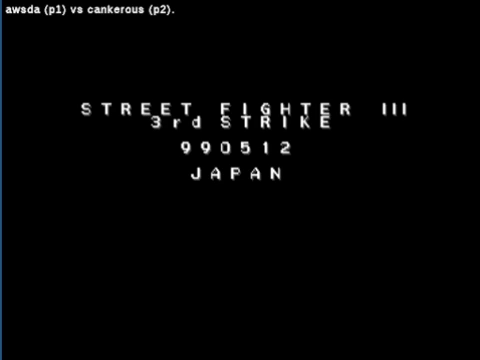 awsda (p1) vs cankerous (p2).
STREET FIGHTER III
3rd STRIKE
990512
JAPAN